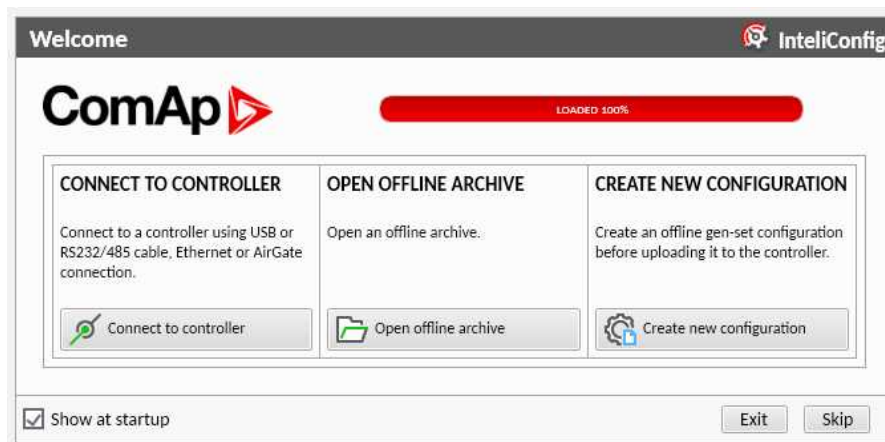 Welcome
InteliConfig
ComAp
LOADED 100%
CONNECT TO CONTROLLER
Connect to a controller using USB or
RS232/485 cable, Ethernet or AirGate
connection.
Connect to controller
OPEN OFFLINE ARCHIVE
Open an offline archive.
Open offline archive
CREATE NEW CONFIGURATION
Create an offline gen-set configuration
before uploading it to the controller.
Create new configuration
Show at startup
Exit
Skip